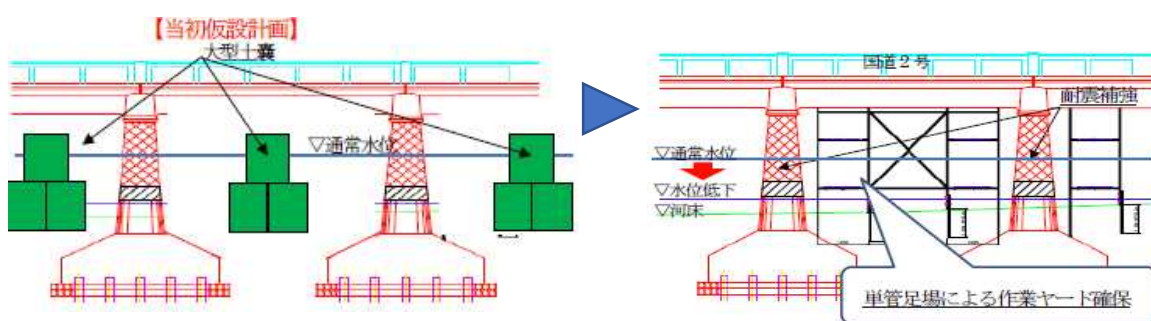 【当初仮設計画】
大型土嚢
▽通常水位
国道2号
耐震補強
▽通常水位
▽水位低下
▽河床
単管足場による作業ヤード確保